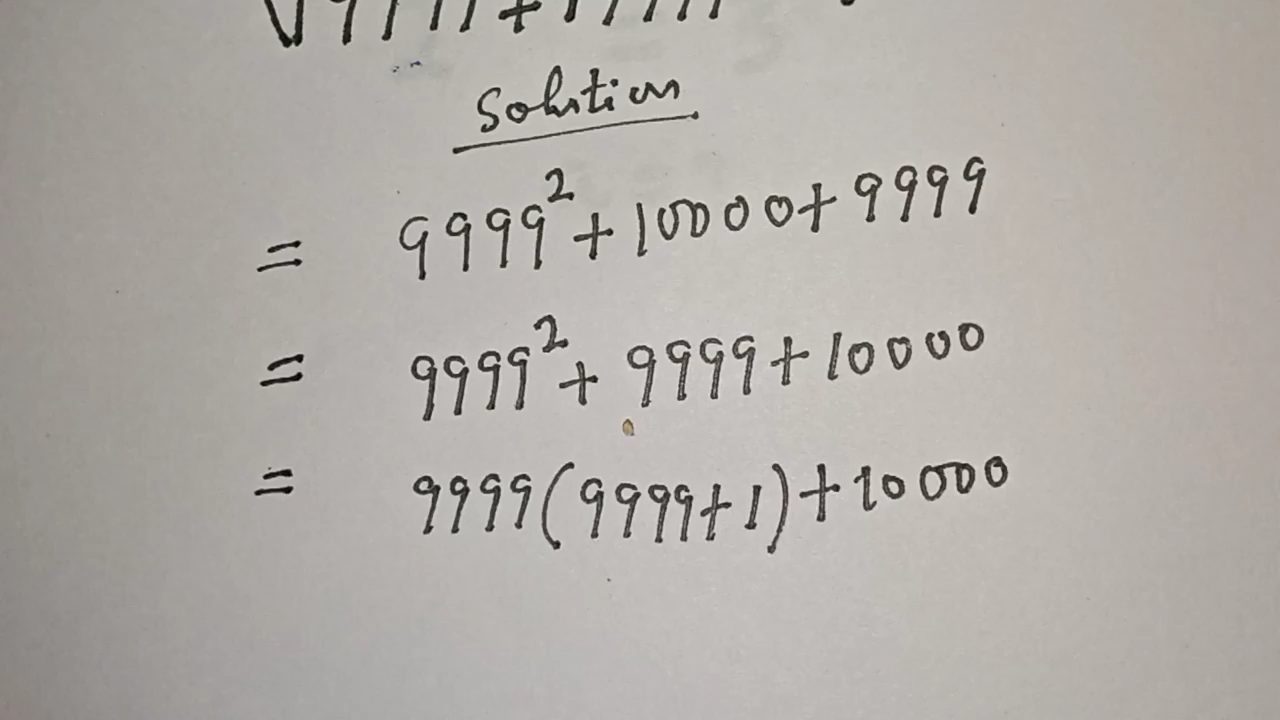 Solution
= 9999² + 10000 + 9999
= 9999² + 9999 + 10000
= 9999(9999+1) + 10000